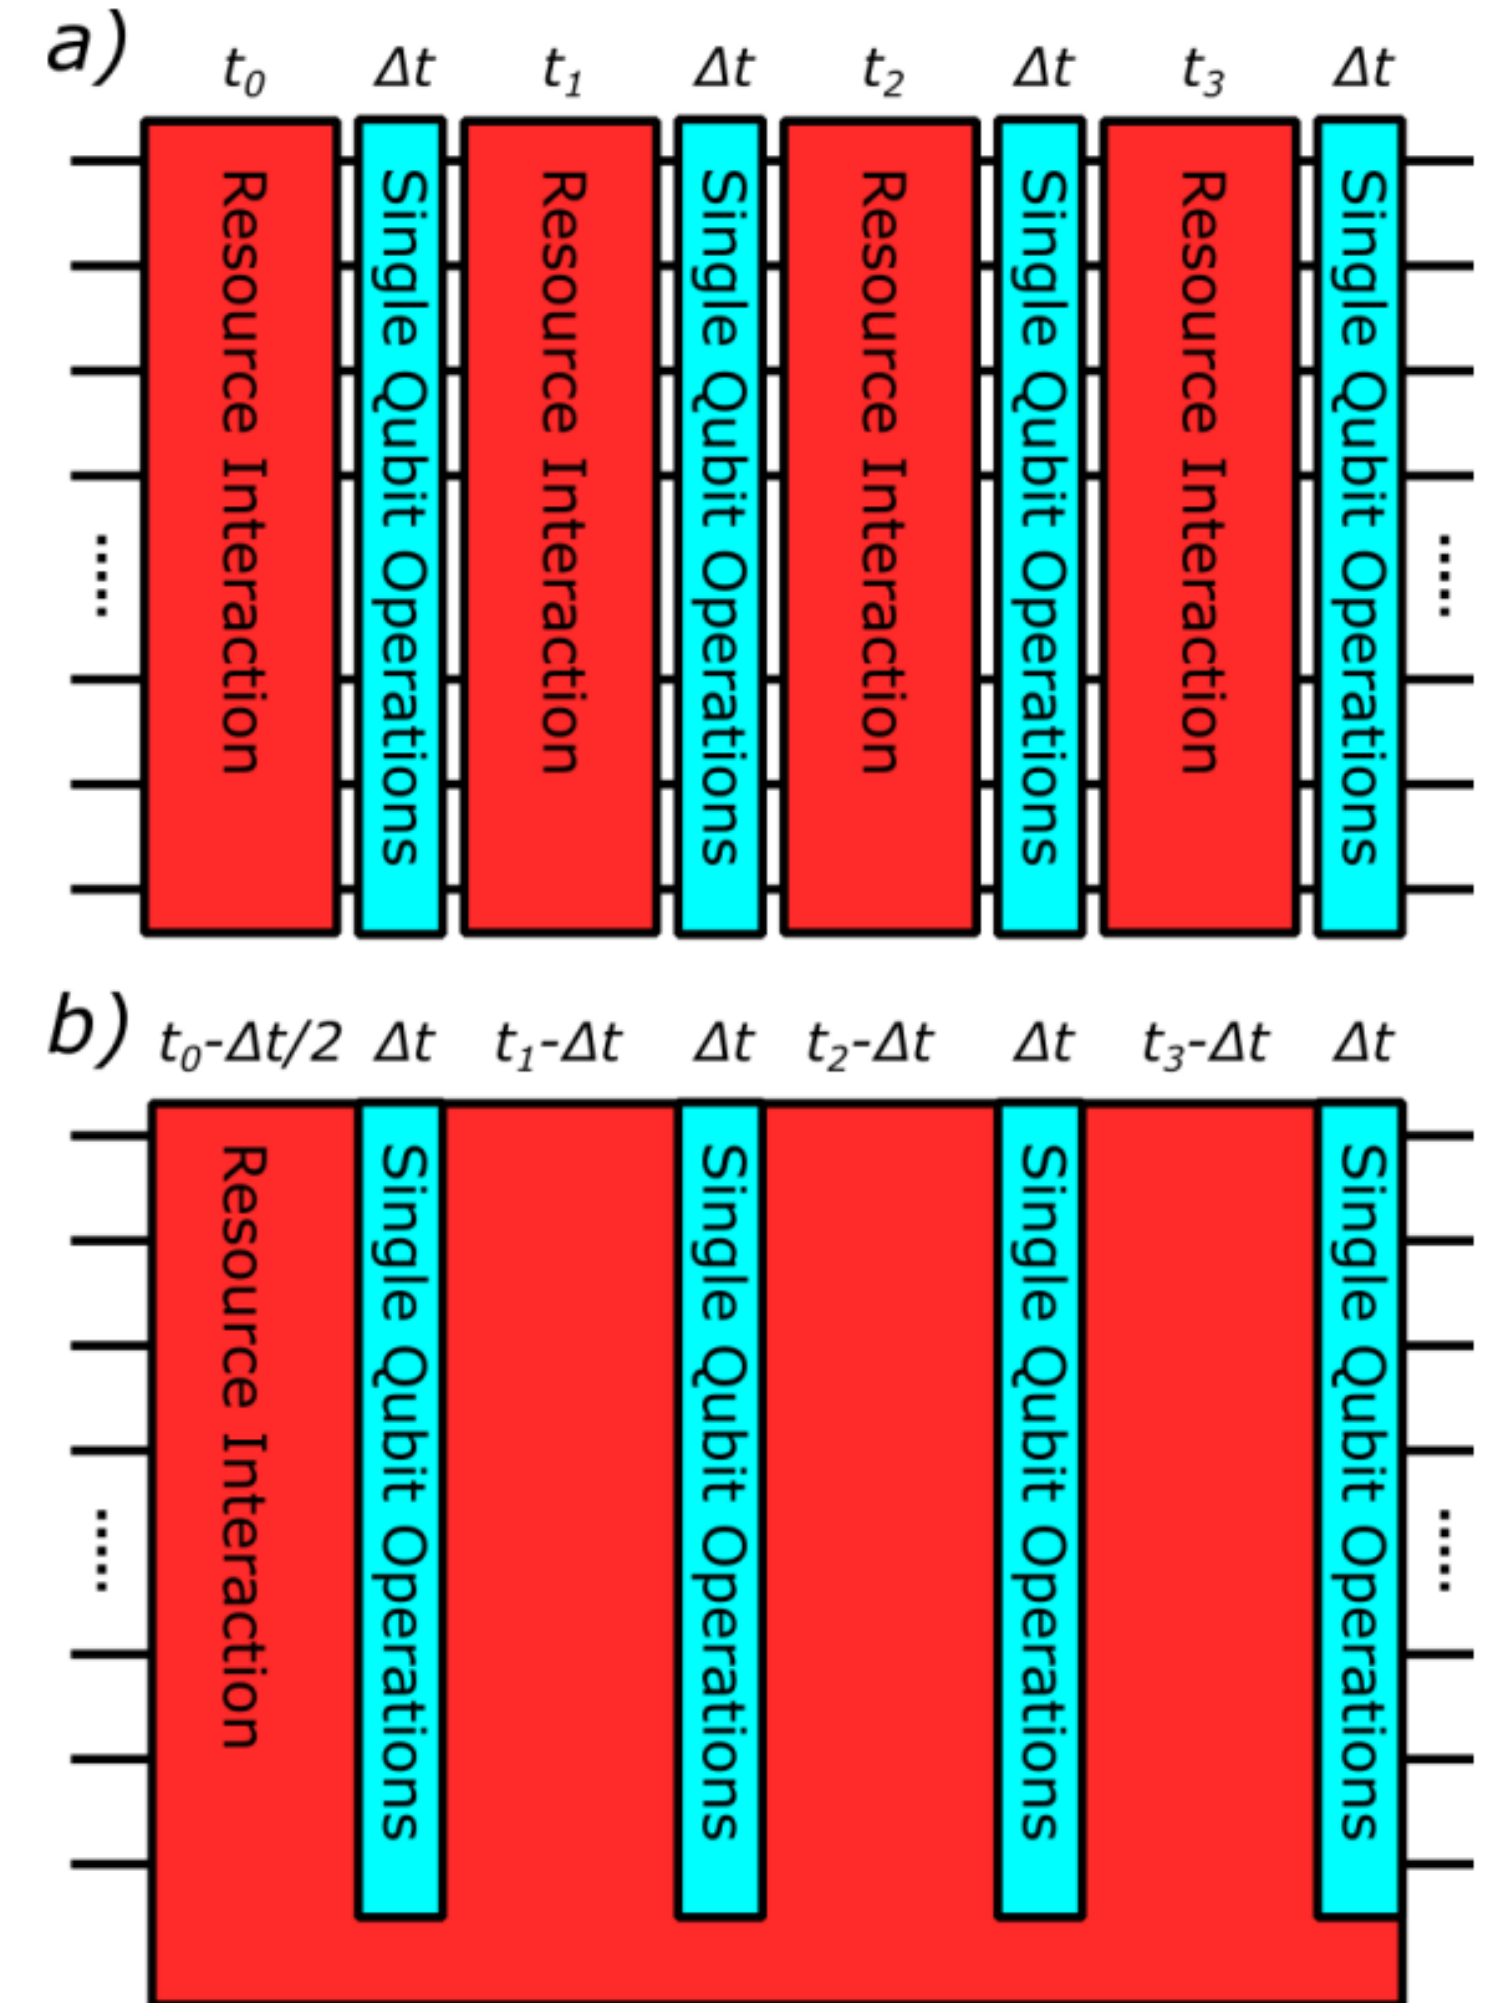 a)
t₀ Δt t₁ Δt t₂ Δt t₃ Δt
Resource Interaction
Single Qubit Operations
Resource Interaction
Single Qubit Operations
Resource Interaction
Single Qubit Operations
Resource Interaction
Single Qubit Operations
.....
.....
b)
t₀-Δt/2 Δt t₁-Δt Δt t₂-Δt Δt t₃-Δt Δt
Resource Interaction
Single Qubit Operations
Single Qubit Operations
Single Qubit Operations
Single Qubit Operations
.....
.....